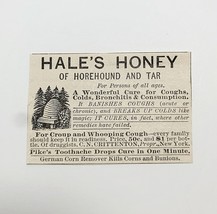 HALE'S HONEY
OF HOREHOUND AND TAR
For Persons of all ages.
A Wonderful Cure for Coughs,
Colds, Bronchitis & Consumption.
It BANISHES COUGHS (acute or
chronic), and BREAKS UP COLDS like
magic; IT CURES, in fact, where other
remedies have failed.
For Croup and Whooping Cough—every family
should keep it in readiness. Price, 50c. and $1 per bot-
tle. Of druggists. C. N. CRITTENTON, Propr., New York.
Pike's Toothache Drops Cure in One Minute.
German Corn Remover Kills Corns and Bunions.